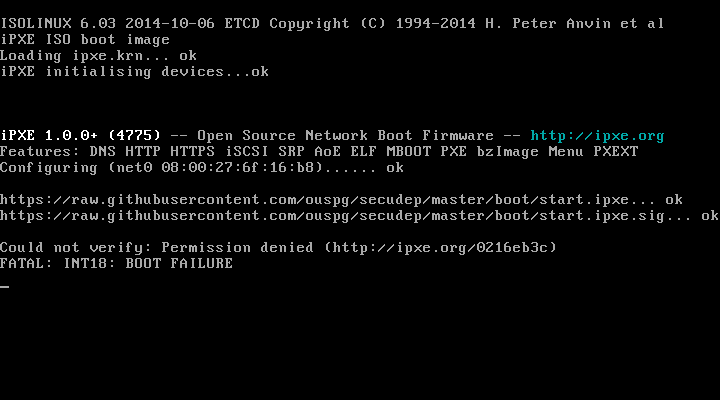 ISOLINUX 6.03 2014-10-06 ETCD Copyright (C) 1994-2014 H. Peter Anvin et al
iPXE ISO boot image
Loading ipxe.krn... ok
iPXE initialising devices...ok
iPXE 1.0.0+ (4775) -- Open Source Network Boot Firmware -- http://ipxe.org
Features: DNS HTTP HTTPS iSCSI SRP AoE ELF MBOOT PXE bzImage Menu PXEXT
Configuring (net0 08:00:27:6f:16:b8)...... ok
https://raw.githubusercontent.com/ouspg/secudep/master/boot/start.ipxe... ok
https://raw.githubusercontent.com/ouspg/secudep/master/boot/start.ipxe.sig... ok
Could not verify: Permission denied (http://ipxe.org/0216eb3c)
FATAL: INT18: BOOT FAILURE
_